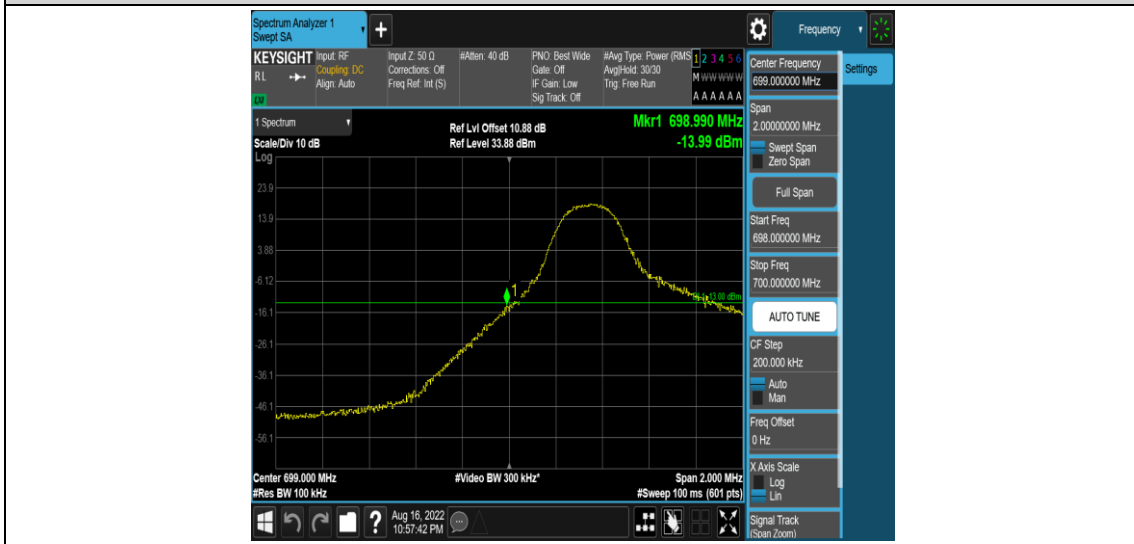 Spectrum Analyzer 1
Swept SA
+
Frequency
KEYSIGHT
RL
Input: RF
Coupling: DC
Align: Auto
Input Z: 50 Ω
Corrections: Off
Freq Ref: Int (S)
#Atten: 40 dB
PNO: Best Wide
Gate: Off
IF Gain: Low
Sig Track: Off
#Avg Type: Power (RMS
Avg|Hold: 30/30
Trig: Free Run
1 2 3 4 5 6
M W W W W W
A A A A A A
1 Spectrum
Scale/Div 10 dB
Log
Ref Lvl Offset 10.88 dB
Ref Level 33.88 dBm
Mkr1 698.990 MHz
-13.99 dBm
23.9
13.9
3.88
-6.12
-16.1
-26.1
-36.1
-46.1
-56.1
1
-13.00 dBm
Center 699.000 MHz
#Res BW 100 kHz
#Video BW 300 kHz*
Span 2.000 MHz
#Sweep 100 ms (601 pts)
Center Frequency
699.000000 MHz
Settings
Span
2.00000000 MHz
Swept Span
Zero Span
Full Span
Start Freq
698.000000 MHz
Stop Freq
700.000000 MHz
AUTO TUNE
CF Step
200.000 kHz
Auto
Man
Freq Offset
0 Hz
X Axis Scale
Log
Lin
Signal Track
(Span Zoom)
?
Aug 16, 2022
10:57:42 PM